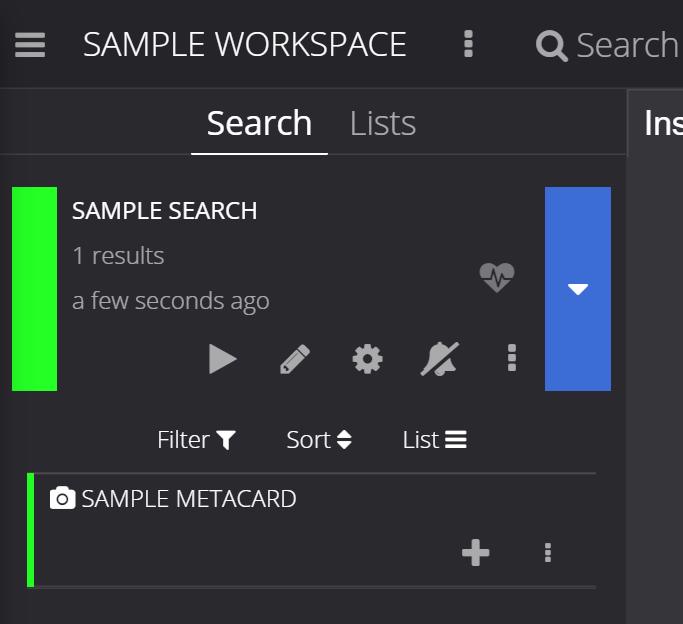 SAMPLE WORKSPACE Search
Search Lists
Ins
SAMPLE SEARCH
1 results
a few seconds ago
Filter Sort List
SAMPLE METACARD